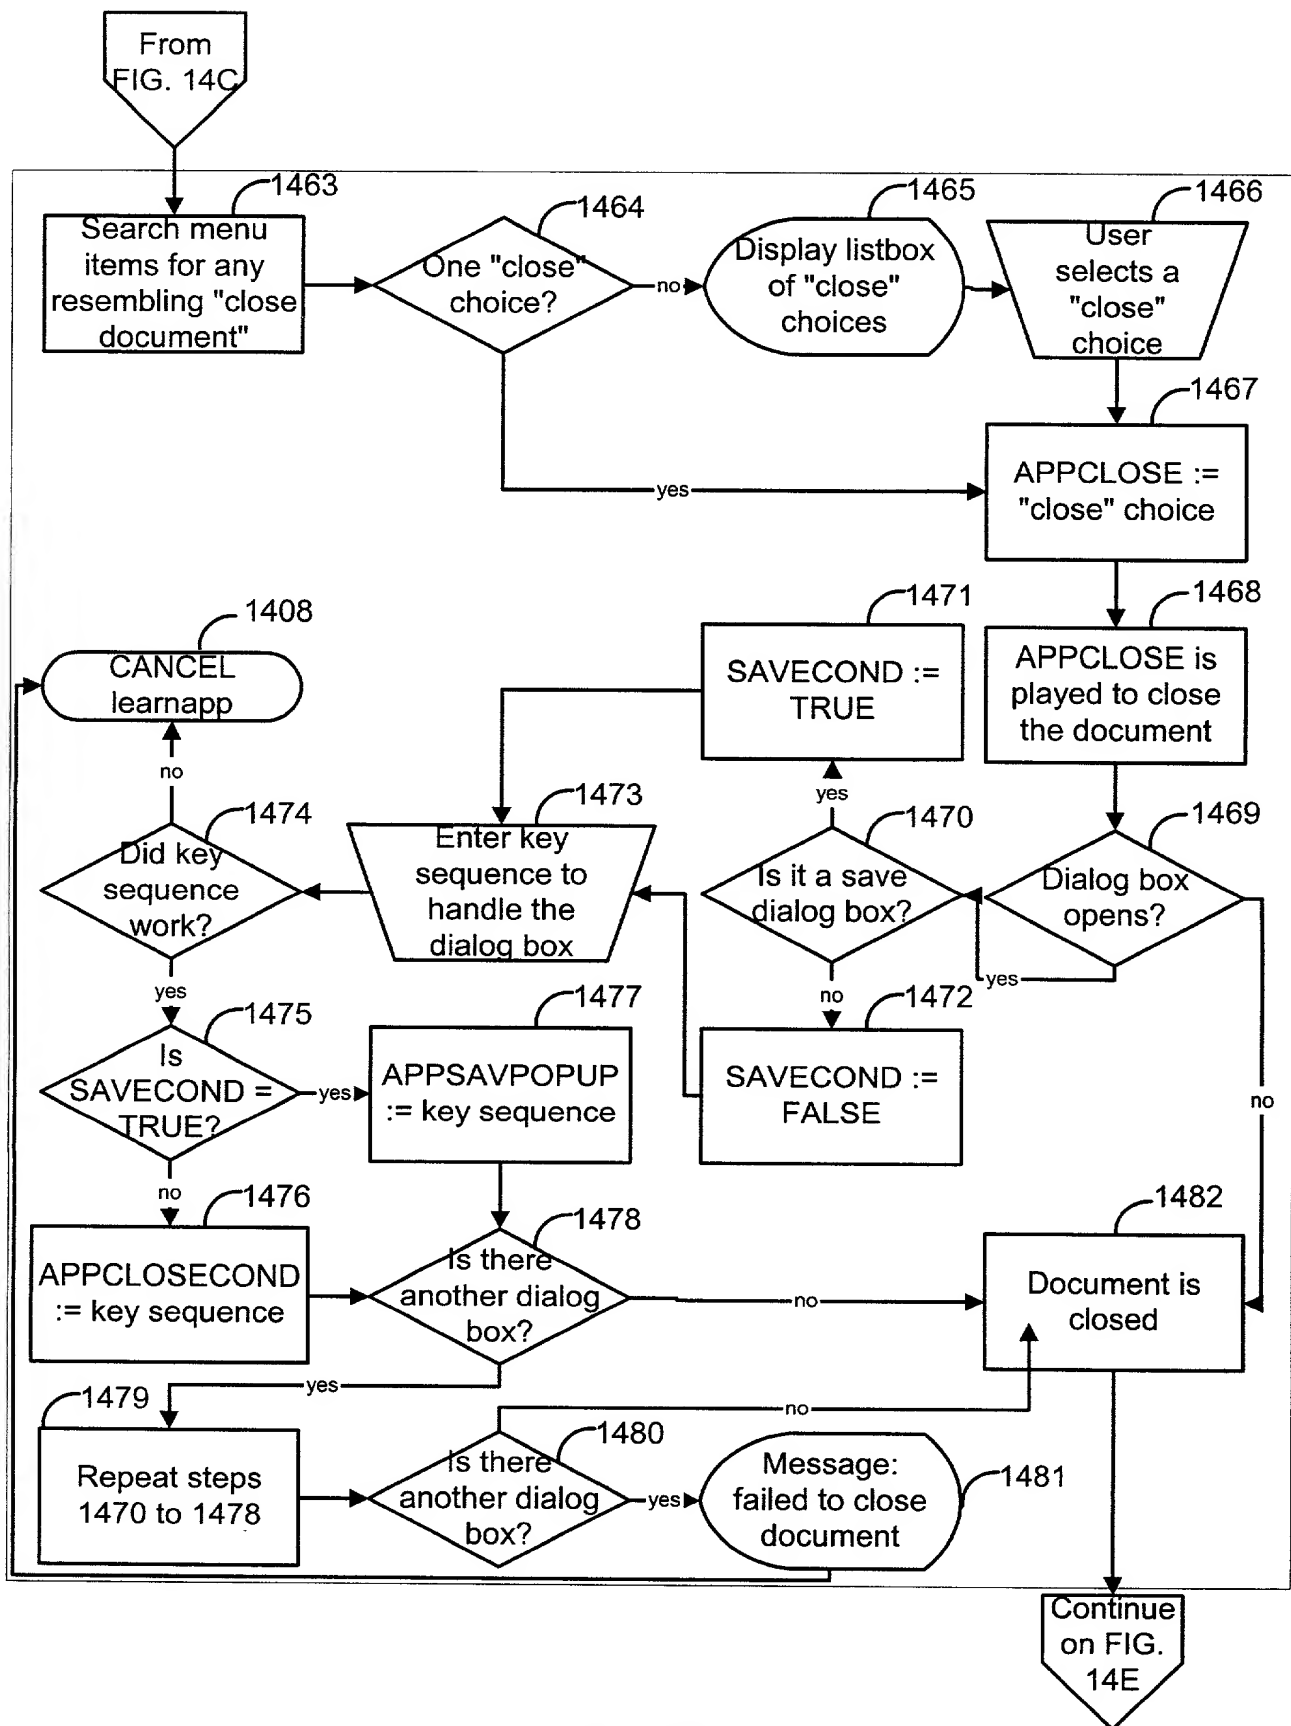 From
FIG. 14C
1463
Search menu
items for any
resembling "close
document"
1464
One "close"
choice?
no
yes
1465
Display listbox
of "close"
choices
1466
User
selects a
"close"
choice
1467
APPCLOSE :=
"close" choice
1468
APPCLOSE is
played to close
the document
1469
Dialog box
opens?
yes
no
1470
Is it a save
dialog box?
yes
no
1471
SAVECOND :=
TRUE
1472
SAVECOND :=
FALSE
1473
Enter key
sequence to
handle the
dialog box
1474
Did key
sequence
work?
no
yes
1408
CANCEL
learnapp
1475
Is
SAVECOND =
TRUE?
yes
no
1476
APPCLOSECOND
:= key sequence
1477
APPSAVPOPUP
:= key sequence
1478
Is there
another dialog
box?
no
yes
1479
Repeat steps
1470 to 1478
1480
Is there
another dialog
box?
no
yes
1481
Message:
failed to close
document
1482
Document is
closed
Continue
on FIG.
14E